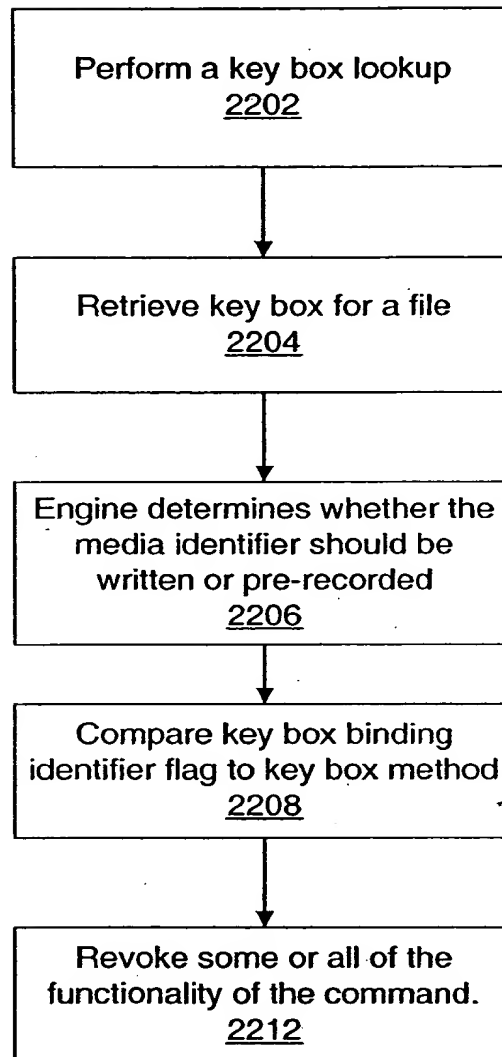 Perform a key box lookup
2202
Retrieve key box for a file
2204
Engine determines whether the
media identifier should be
written or pre-recorded
2206
Compare key box binding
identifier flag to key box method
2208
Revoke some or all of the
functionality of the command.
2212